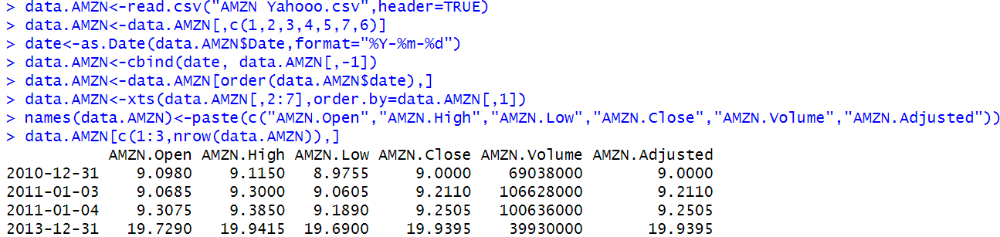 > data.AMZN<-read.csv("AMZN Yahooo.csv",header=TRUE)
> data.AMZN<-data.AMZN[,c(1,2,3,4,5,7,6)]
> date<-as.Date(data.AMZN$Date,format="%Y-%m-%d")
> data.AMZN<-cbind(date, data.AMZN[,-1])
> data.AMZN<-data.AMZN[order(data.AMZN$date),]
> data.AMZN<-xts(data.AMZN[,2:7],order.by=data.AMZN[,1])
> names(data.AMZN)<-paste(c("AMZN.Open","AMZN.High","AMZN.Low","AMZN.Close","AMZN.Volume","AMZN.Adjusted"))
> data.AMZN[c(1:3,nrow(data.AMZN)),]
           AMZN.Open AMZN.High AMZN.Low AMZN.Close AMZN.Volume AMZN.Adjusted
2010-12-31    9.0980    9.1150   8.9755     9.0000    69038000        9.0000
2011-01-03    9.0685    9.3000   9.0605     9.2110   106628000        9.2110
2011-01-04    9.3075    9.3850   9.1890     9.2505   100636000        9.2505
2013-12-31   19.7290   19.9415  19.6900    19.9395    39930000       19.9395